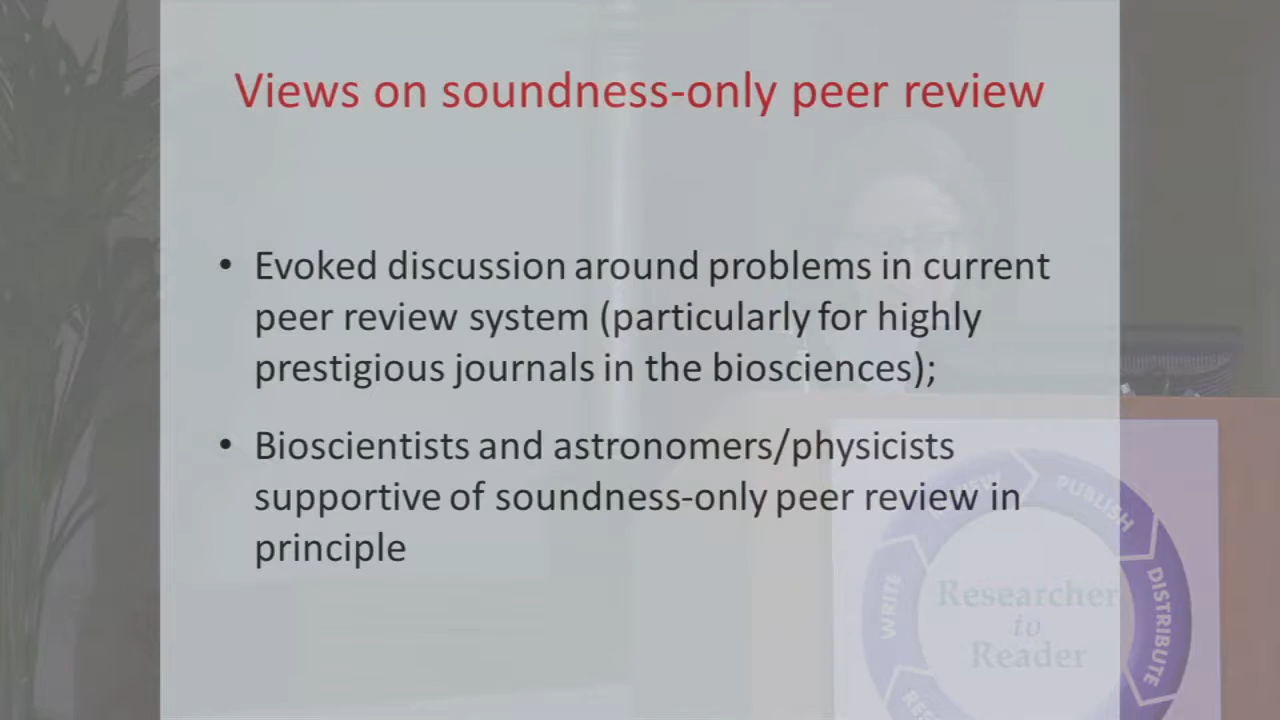 Views on soundness-only peer review
• Evoked discussion around problems in current
peer review system (particularly for highly
prestigious journals in the biosciences);
• Bioscientists and astronomers/physicists
supportive of soundness-only peer review in
principle
PUBLISH
DISTRIBUTE
WRITE
Researcher
to
Reader